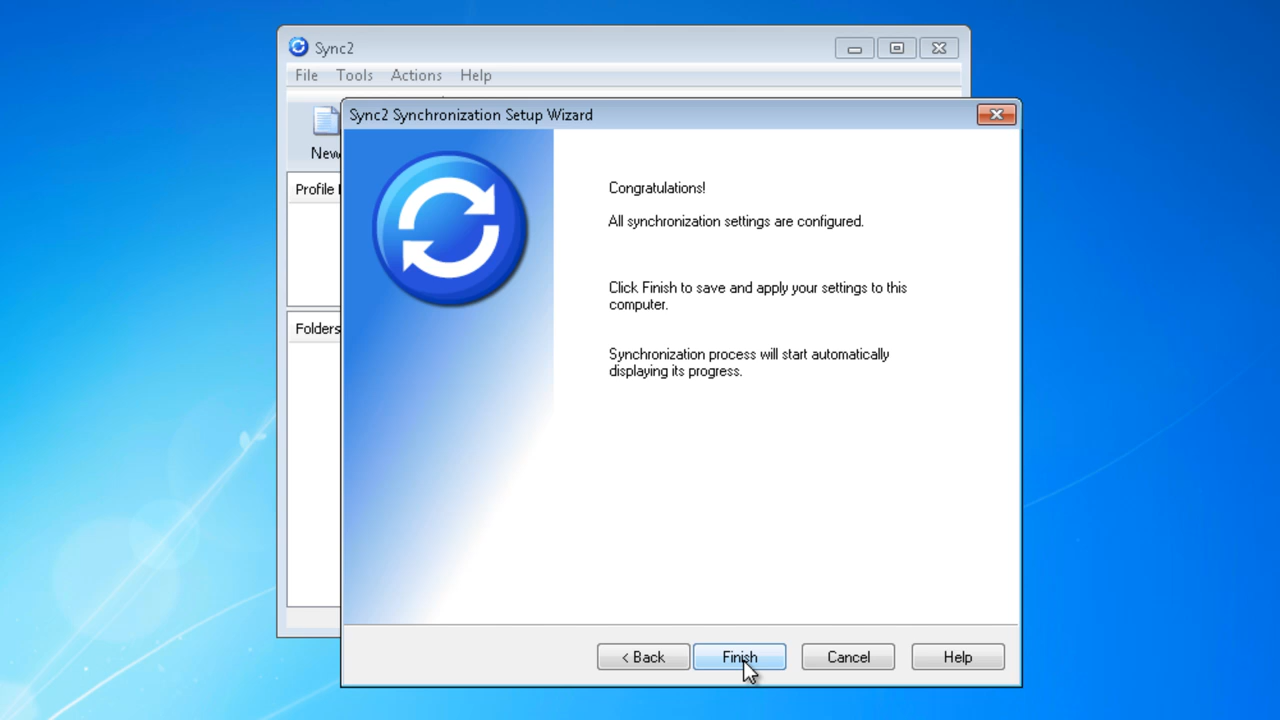 Sync2
File Tools Actions Help
Sync2 Synchronization Setup Wizard
New
Profile
Folders
Congratulations!
All synchronization settings are configured.
Click Finish to save and apply your settings to this
computer.
Synchronization process will start automatically
displaying its progress.
< Back Finish Cancel Help